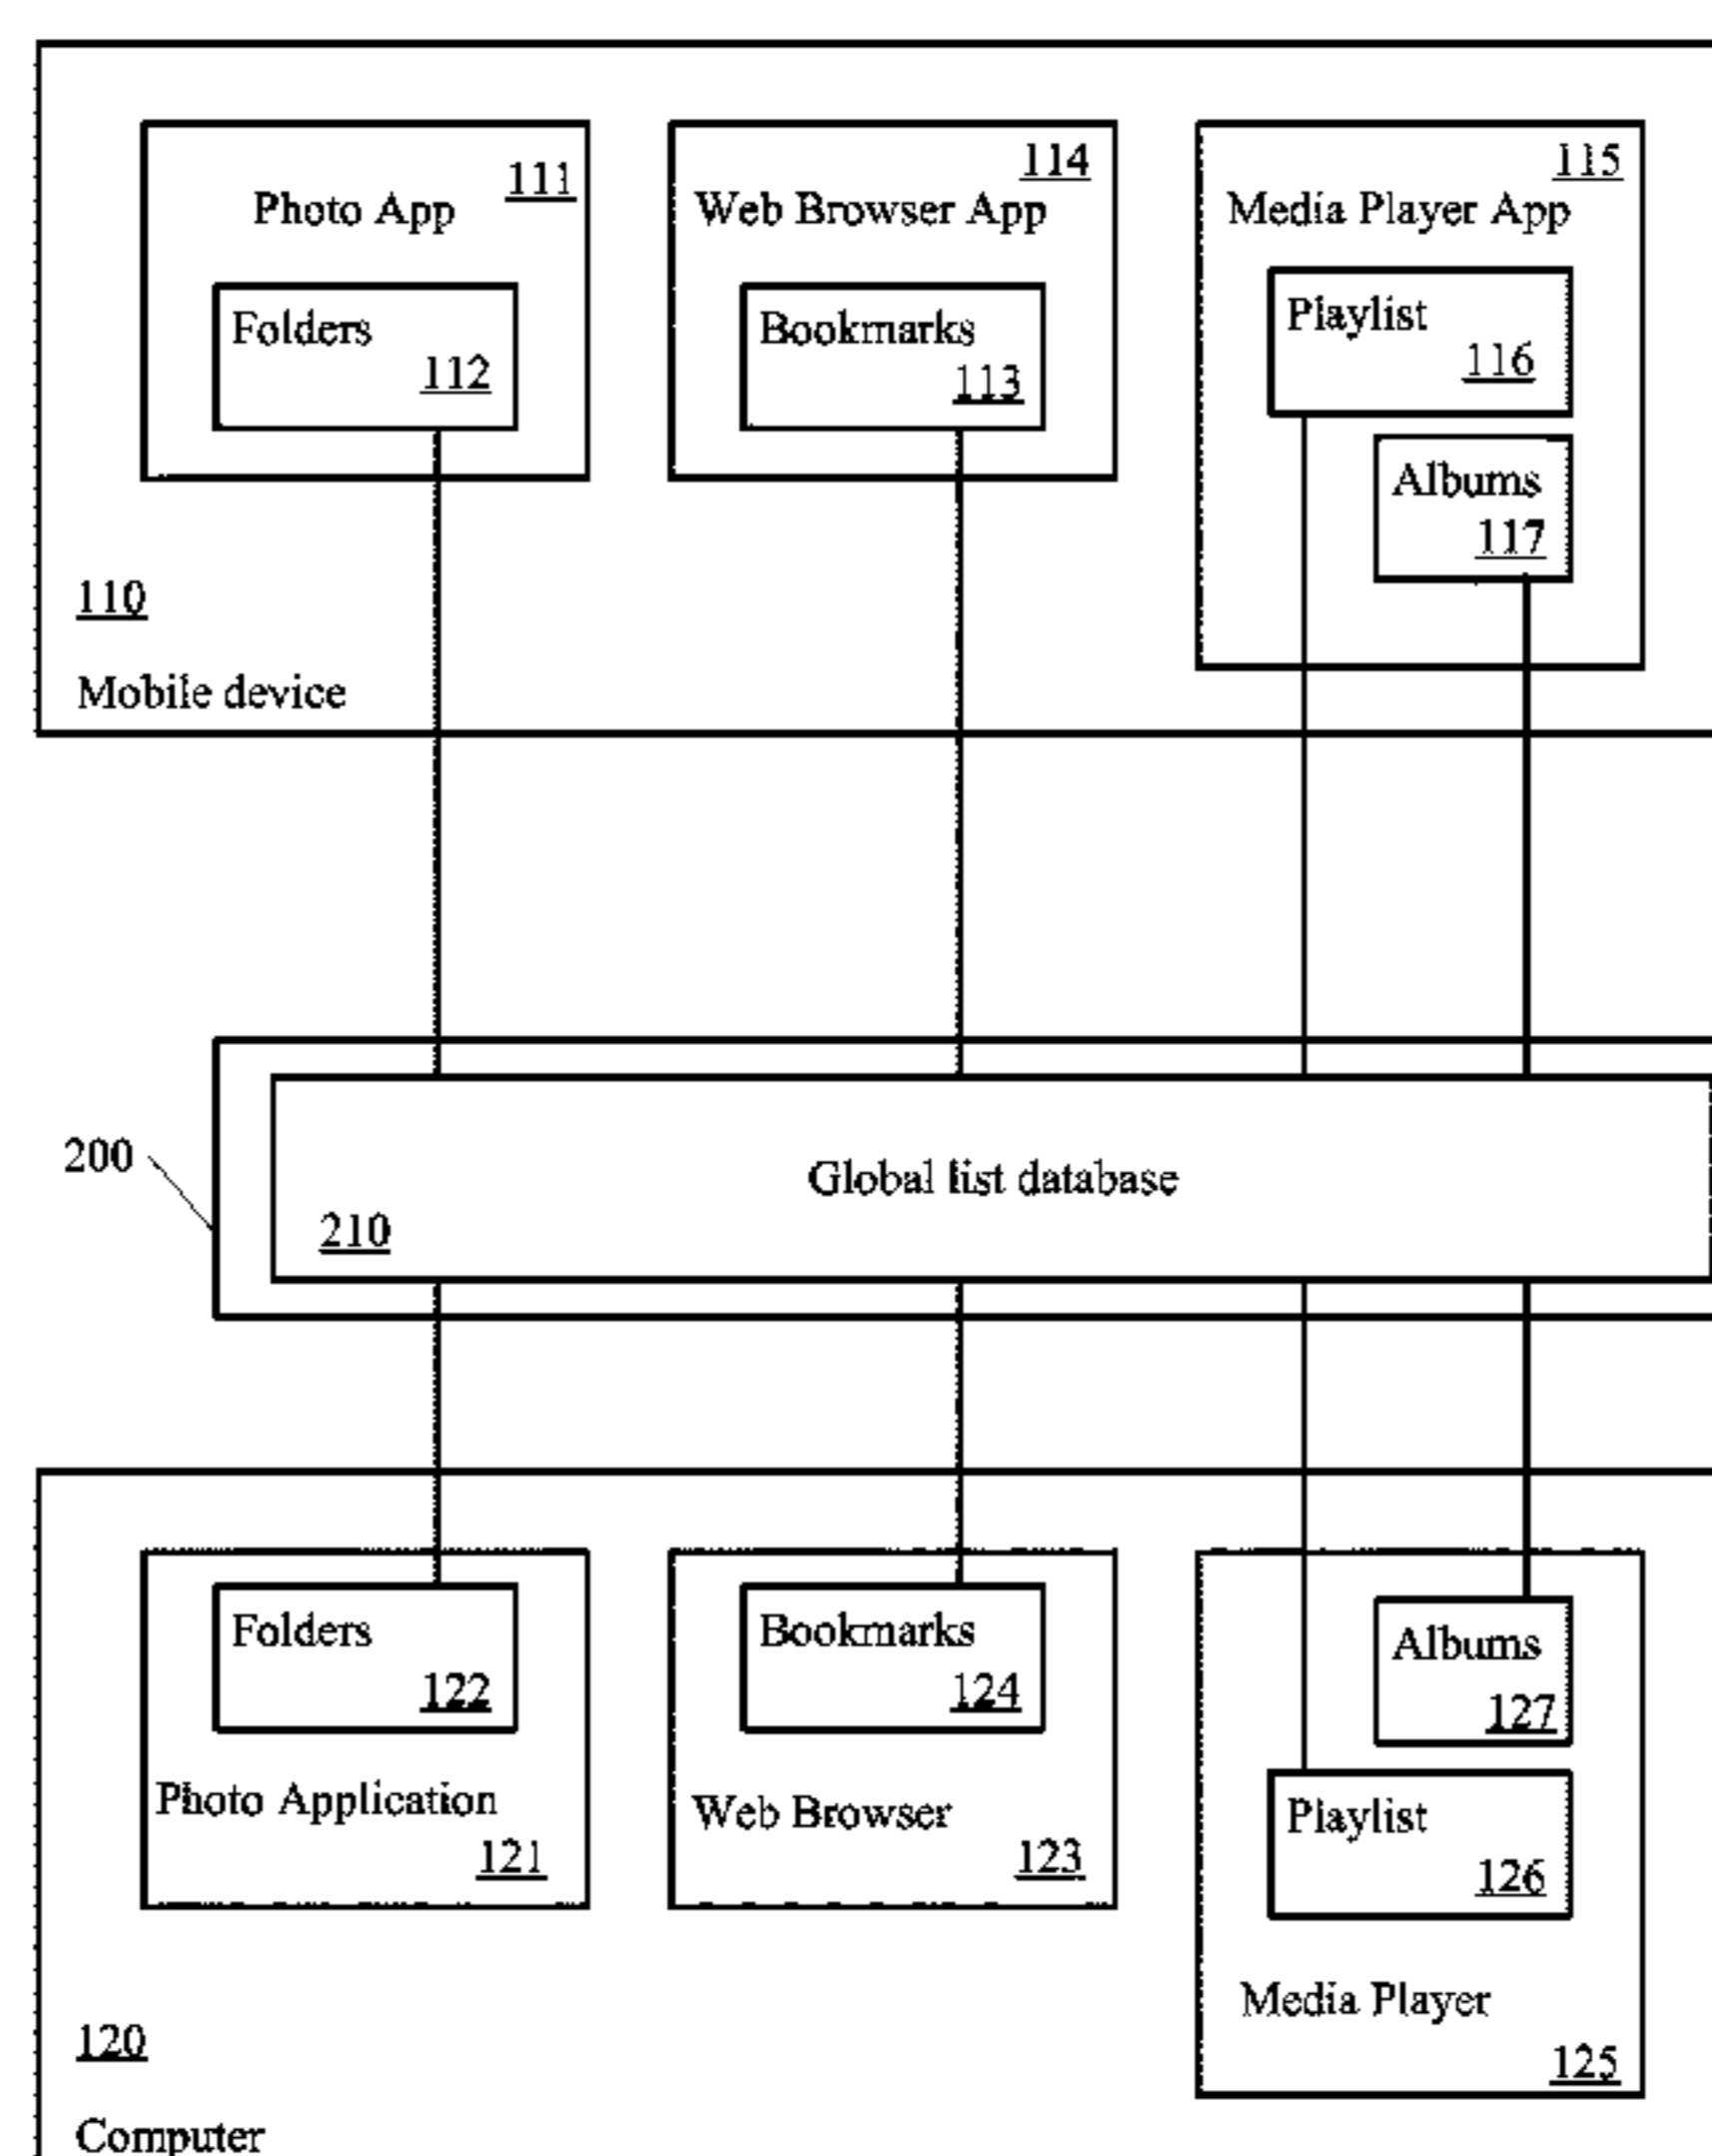 111
Photo App
Folders
112
114
Web Browser App
Bookmarks
113
115
Media Player App
Playlist
116
Albums
117
110
Mobile device
200
Global list database
210
Folders
122
Photo Application
121
Bookmarks
124
Web Browser
123
Albums
127
Playlist
126
Media Player
125
120
Computer